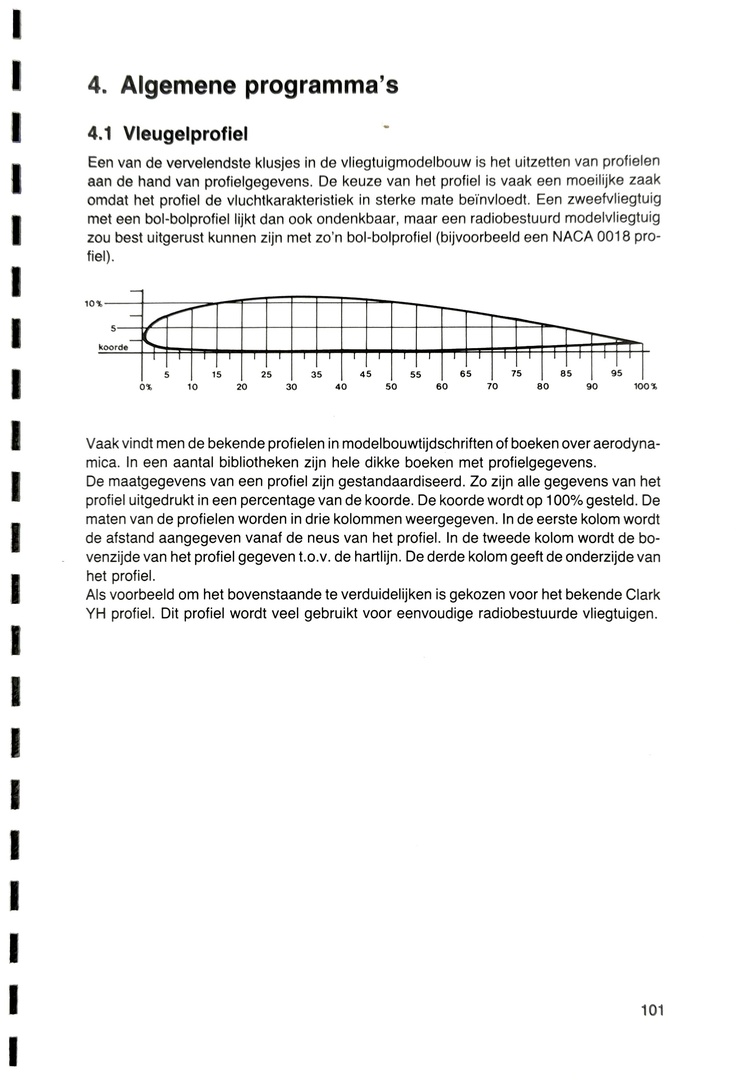 4. Algemene programma's
4.1 Vleugelprofiel
Een van de vervelendste klusjes in de vliegtuigmodelbouw is het uitzetten van profielen
aan de hand van profielgegevens. De keuze van het profiel is vaak een moeilijke zaak
omdat het profiel de vluchtkarakteristiek in sterke mate beïnvloedt. Een zweefvliegtuig
met een bol-bolprofiel lijkt dan ook ondenkbaar, maar een radiobestuurd modelvliegtuig
zou best uitgerust kunnen zijn met zo'n bol-bolprofiel (bijvoorbeeld een NACA 0018 pro-
fiel).
10%
5
koorde
5 15 25 35 45 55 65 75 85 95
0% 10 20 30 40 50 60 70 80 90 100%
Vaak vindt men de bekende profielen in modelbouwtijdschriften of boeken over aerodyna-
mica. In een aantal bibliotheken zijn hele dikke boeken met profielgegevens.
De maatgegevens van een profiel zijn gestandaardiseerd. Zo zijn alle gegevens van het
profiel uitgedrukt in een percentage van de koorde. De koorde wordt op 100% gesteld. De
maten van de profielen worden in drie kolommen weergegeven. In de eerste kolom wordt
de afstand aangegeven vanaf de neus van het profiel. In de tweede kolom wordt de bo-
venzijde van het profiel gegeven t.o.v. de hartlijn. De derde kolom geeft de onderzijde van
het profiel.
Als voorbeeld om het bovenstaande te verduidelijken is gekozen voor het bekende Clark
YH profiel. Dit profiel wordt veel gebruikt voor eenvoudige radiobestuurde vliegtuigen.
101